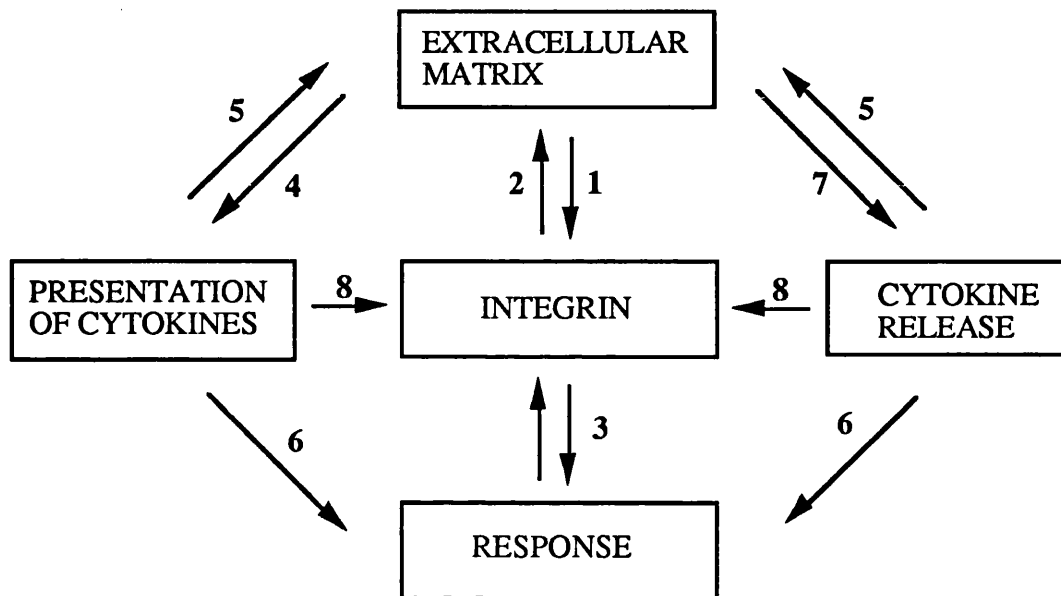 EXTRACELLULAR
MATRIX
5
4
2
1
7
5
PRESENTATION
OF CYTOKINES
8
INTEGRIN
8
CYTOKINE
RELEASE
6
3
6
RESPONSE